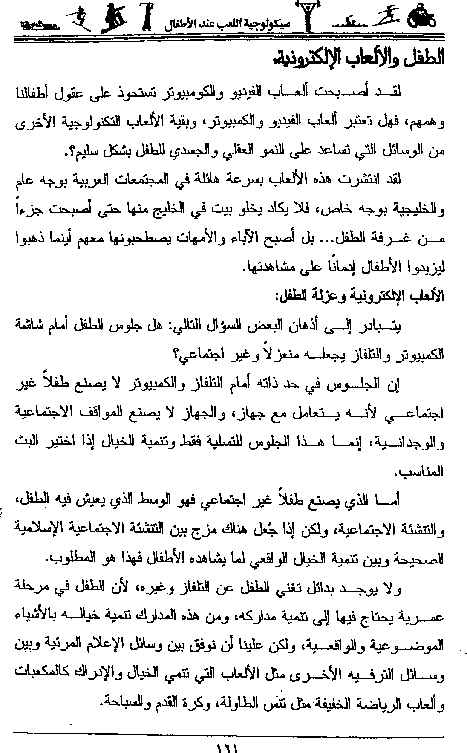 سيكولوجية اللعب عند الأطفال
الطفل والألعاب الإلكترونية.
لقد أصبحت ألعاب الفيديو والكومبيوتر تستحوذ على عقول أطفالنا
وهمهم، فهل تعتبر ألعاب الفيديو والكمبيوتر، وبقية الألعاب التكنولوجية الأخرى
من الوسائل التي تساعد على النمو العقلي والجسدي للطفل بشكل سليم؟.
لقد انتشرت هذه الألعاب بسرعة هائلة في المجتمعات العربية بوجه عام
والخليجية بوجه خاص، فلا يكاد يخلو بيت في الخليج منها حتى أصبحت جزءاً
من غرفة الطفل... بل أصبح الآباء والأمهات يصطحبونها معهم أينما ذهبوا
ليزيدوا الأطفال إدماناً على مشاهدتها.
الألعاب الإلكترونية وعزلة الطفل:
يتبادر إلى أذهان البعض السؤال التالي: هل جلوس الطفل أمام شاشة
الكمبيوتر والتلفاز يجعله منعزلاً وغير اجتماعي؟
إن الجلوس في حد ذاته أمام التلفاز والكمبيوتر لا يصنع طفلاً غير
اجتماعي لأنه يتعامل مع جهاز، والجهاز لا يصنع المواقف الاجتماعية
والوجدانية، إنما هذا الجلوس للتسلية فقط وتنمية الخيال إذا اختير البث
المناسب.
أما الذي يصنع طفلاً غير اجتماعي فهو الوسط الذي يعيش فيه الطفل،
والتنشئة الاجتماعية، ولكن إذا جُعل هناك مزج بين التنشئة الاجتماعية الإسلامية
الصحيحة وبين تنمية الخيال الواقعي لما يشاهده الأطفال فهذا هو المطلوب.
ولا يوجد بدائل تغني الطفل عن التلفاز وغيره، لأن الطفل في مرحلة
عمرية يحتاج فيها إلى تنمية مداركه، ومن هذه المدارك تنمية خياله بالأشياء
الموضوعية والواقعية، ولكن علينا أن نوفق بين وسائل الإعلام المرئية وبين
وسائل الترفيه الأخرى مثل الألعاب التي تنمي الخيال والإدراك كالمكعبات
وألعاب الرياضة الخفيفة مثل تنس الطاولة، وكرة القدم والسباحة.
١٦١